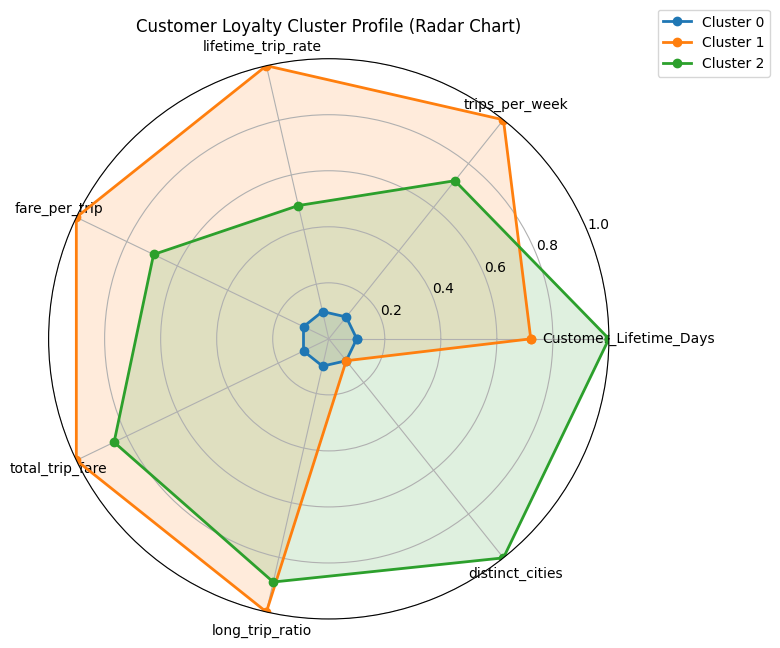 Customer Loyalty Cluster Profile (Radar Chart)
Cluster 0
Cluster 1
Cluster 2
lifetime_trip_rate
trips_per_week
fare_per_trip
1.0
0.8
0.6
0.4
0.2
Customer_Lifetime_Days
total_trip_fare
distinct_cities
long_trip_ratio